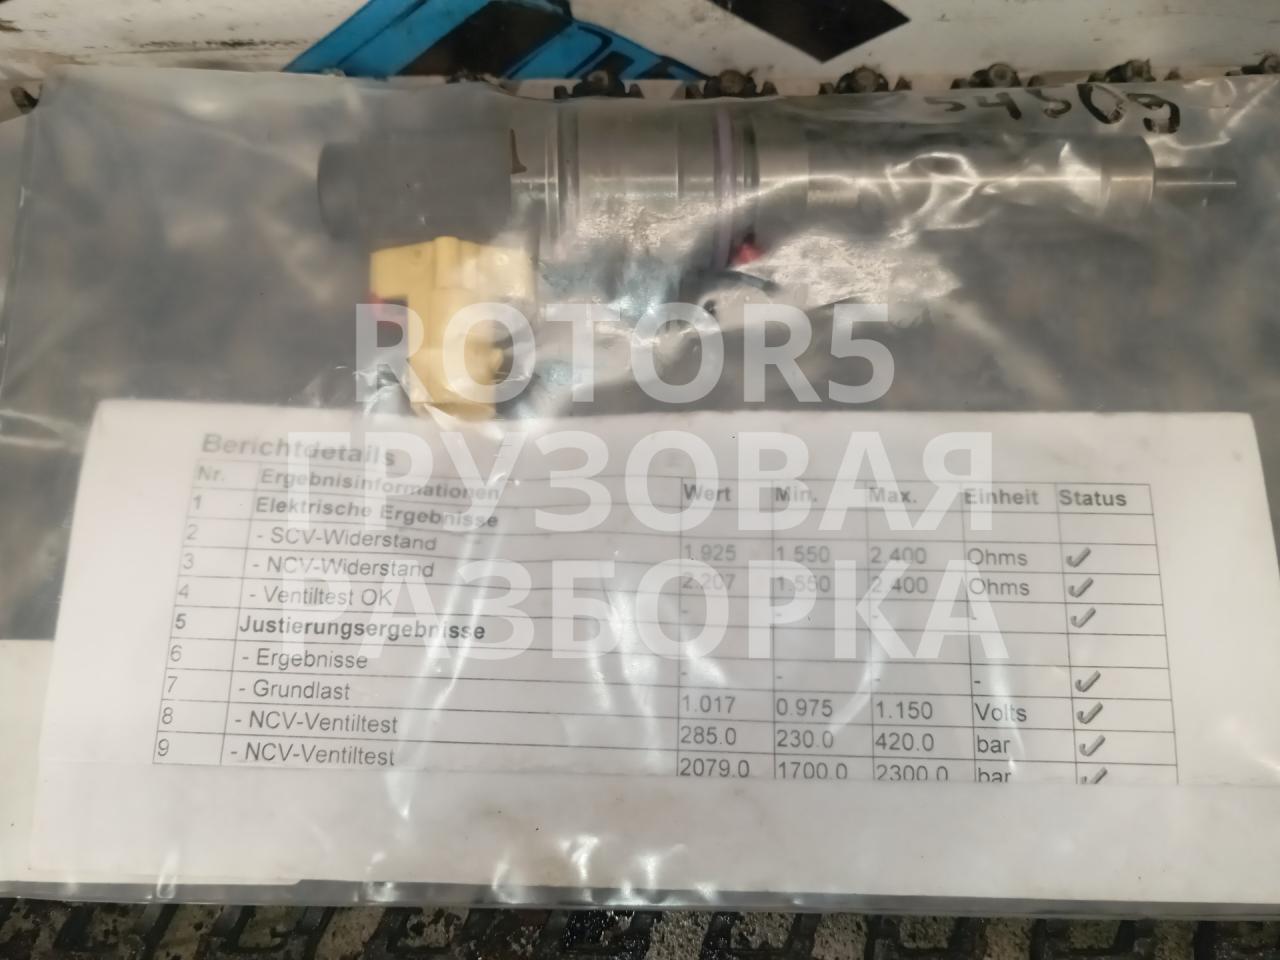 54509
ROTOR5
ГРУЗОВАЯ
РАЗБОРКА
Berichtdetails
Nr. Ergebnisinformationen Wert Min. Max. Einheit Status
1 Elektrische Ergebnisse
2 - SCV-Widerstand 1.925 1.550 2.400 Ohms ✓
3 - NCV-Widerstand 2.207 1.550 2.400 Ohms ✓
4 - Ventiltest OK - - - - ✓
5 Justierungsergebnisse
6 - Ergebnisse - - - - ✓
7 - Grundlast 1.017 0.975 1.150 Volts ✓
8 - NCV-Ventiltest 285.0 230.0 420.0 bar ✓
9 - NCV-Ventiltest 2079.0 1700.0 2300.0 bar ✓